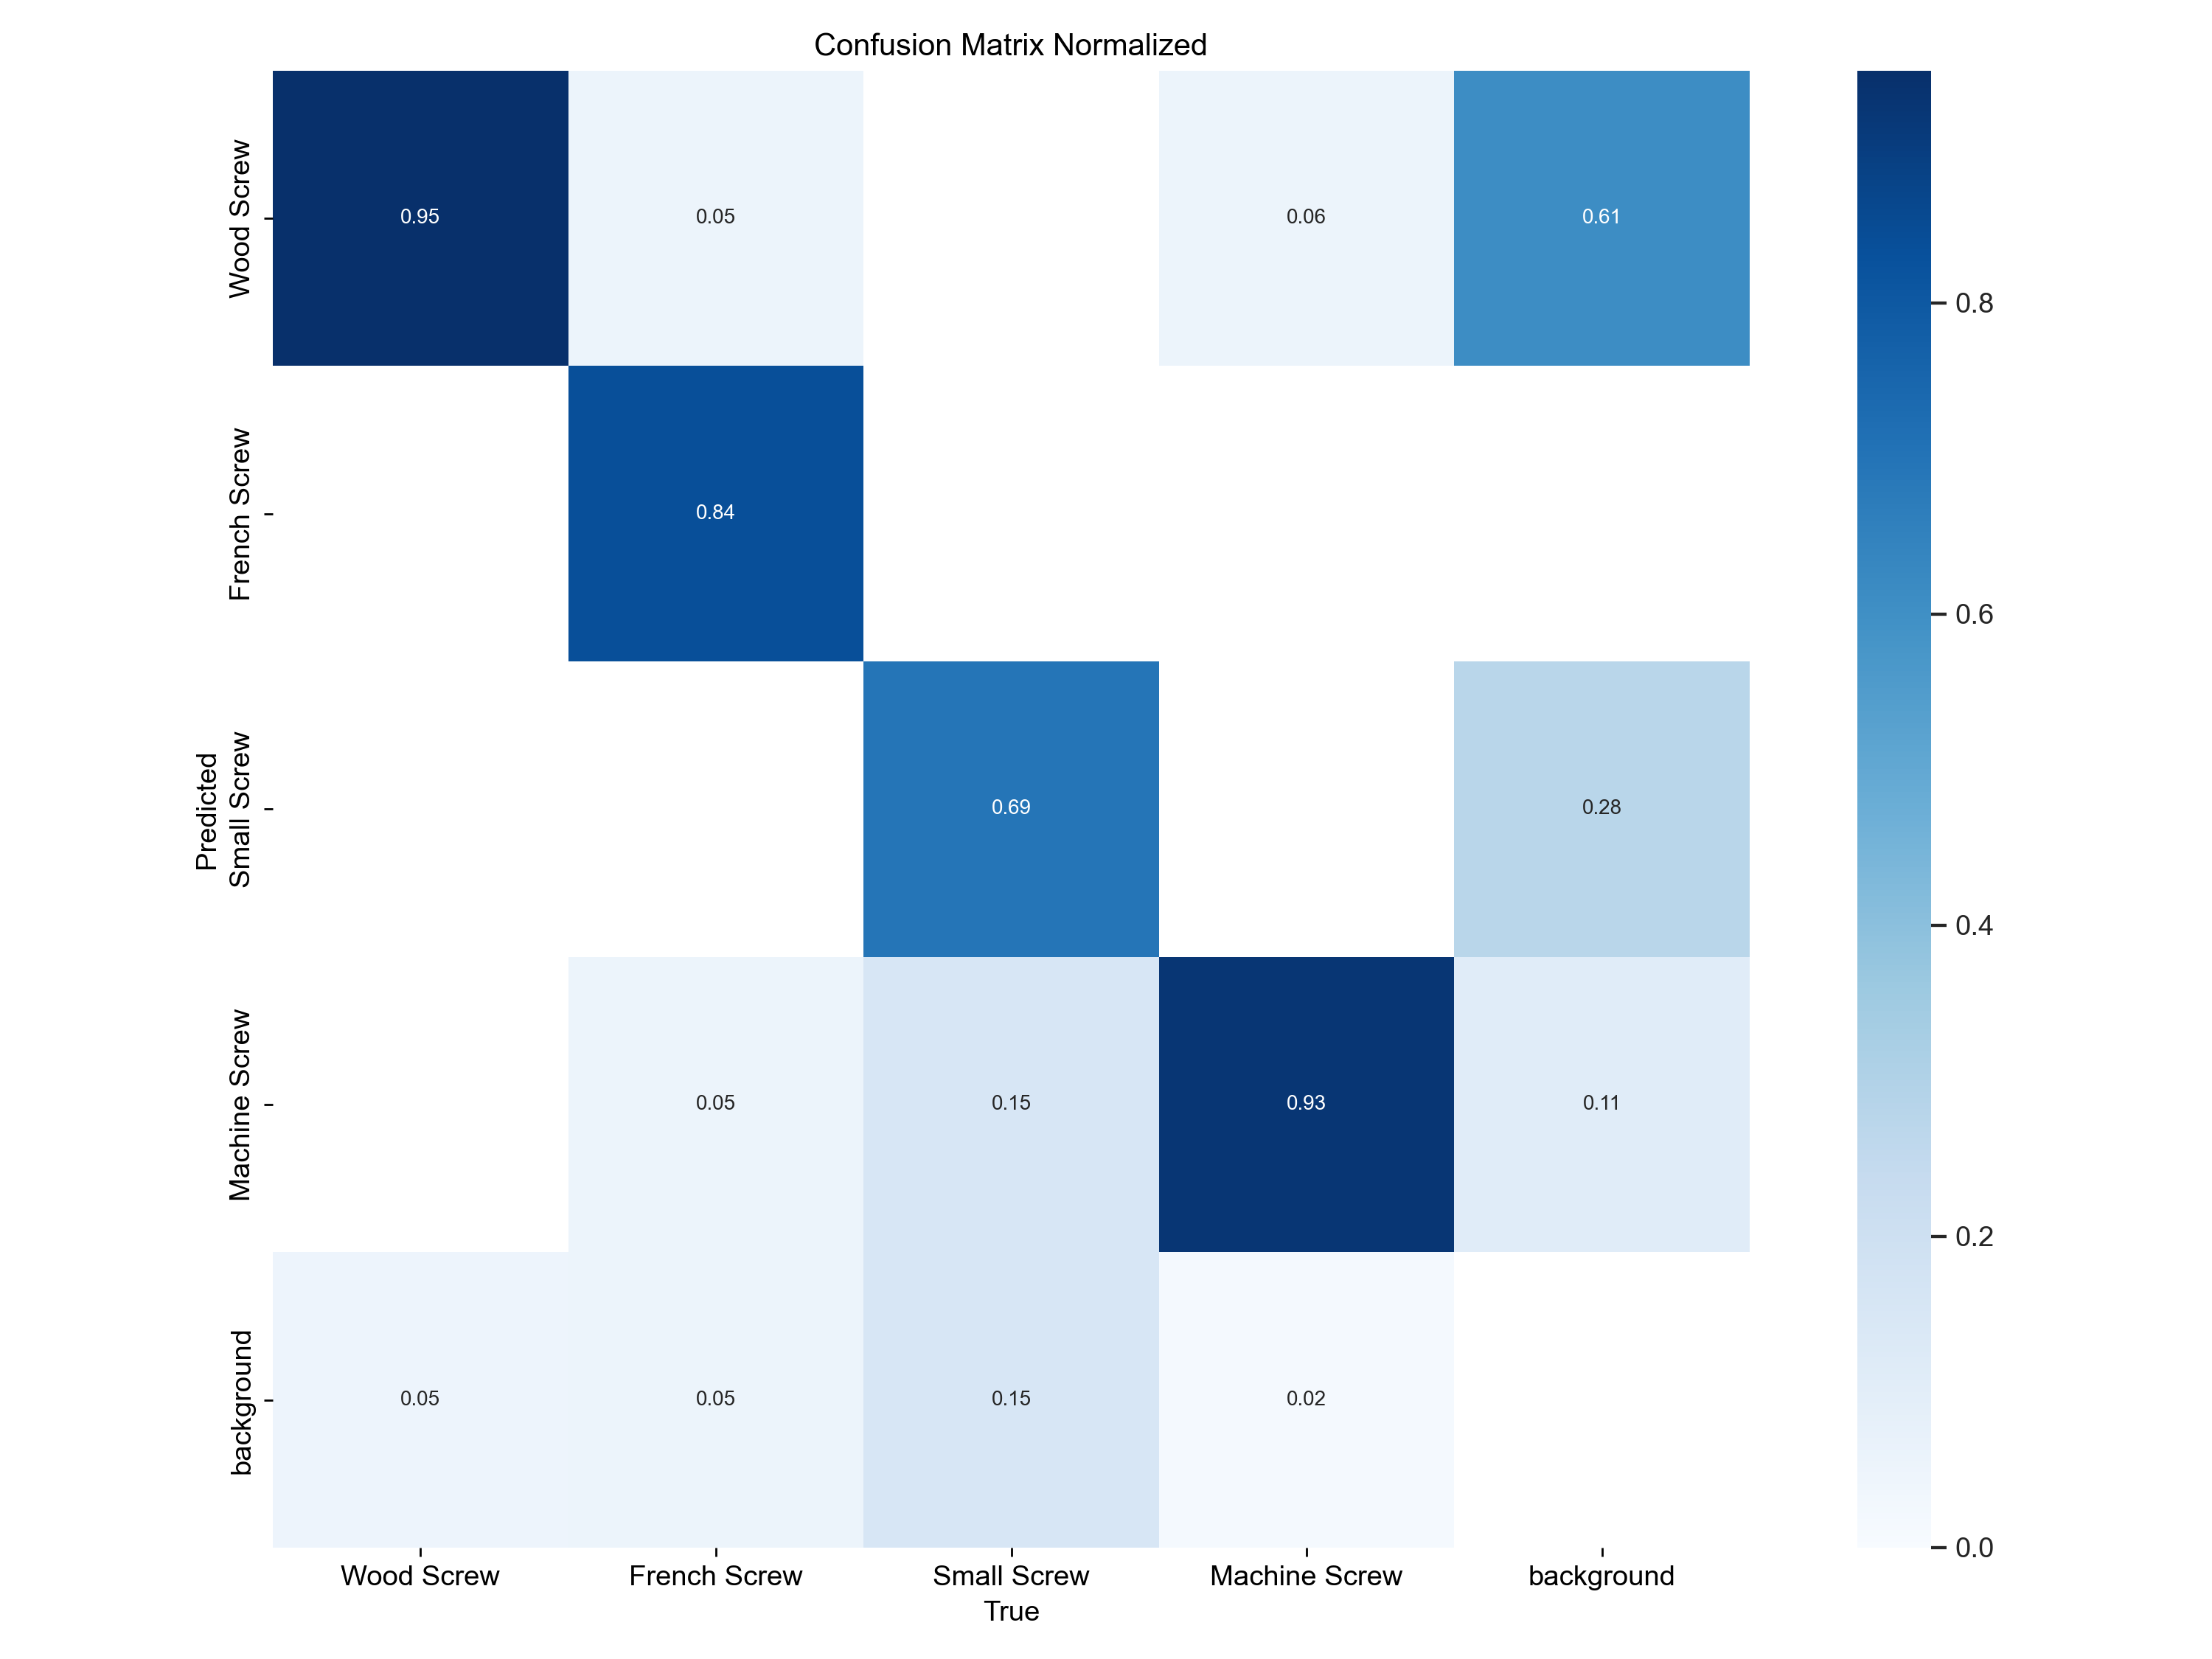 Confusion Matrix Normalized
Predicted
Wood Screw
0.95
0.05
0.06
0.61
0.8
French Screw
0.84
0.6
Small Screw
0.69
0.28
0.4
Machine Screw
0.05
0.15
0.93
0.11
0.2
background
0.05
0.05
0.15
0.02
0.0
Wood Screw
French Screw
Small Screw
Machine Screw
background
True